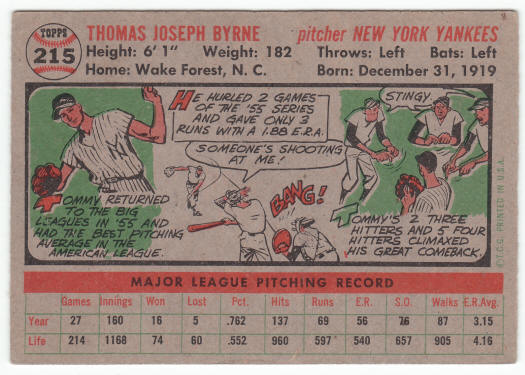 TOPPS
215
THOMAS JOSEPH BYRNE pitcher NEW YORK YANKEES
Height: 6' 1" Weight: 182 Throws: Left Bats: Left
Home: Wake Forest, N. C. Born: December 31, 1919
TOMMY RETURNED
TO THE BIG
LEAGUES IN '55 AND
HAD THE BEST PITCHING
AVERAGE IN THE
AMERICAN LEAGUE.
HE HURLED 2 GAMES
OF THE '55 SERIES
AND GAVE ONLY 3
RUNS WITH A 1.88 E.R.A.
SOMEONE'S SHOOTING
AT ME!
BANG!
STINGY.
TOMMY'S 2 THREE
HITTERS AND 5 FOUR
HITTERS CLIMAXED
HIS GREAT COMEBACK.
©T.C.G. PRINTED IN U.S.A.
MAJOR LEAGUE PITCHING RECORD
Games Innings Won Lost Pct. Hits Runs E.R. S.O. Walks E.R.Avg.
Year 27 160 16 5 .762 137 69 56 76 87 3.15
Life 214 1168 74 60 .552 960 597 540 657 905 4.16